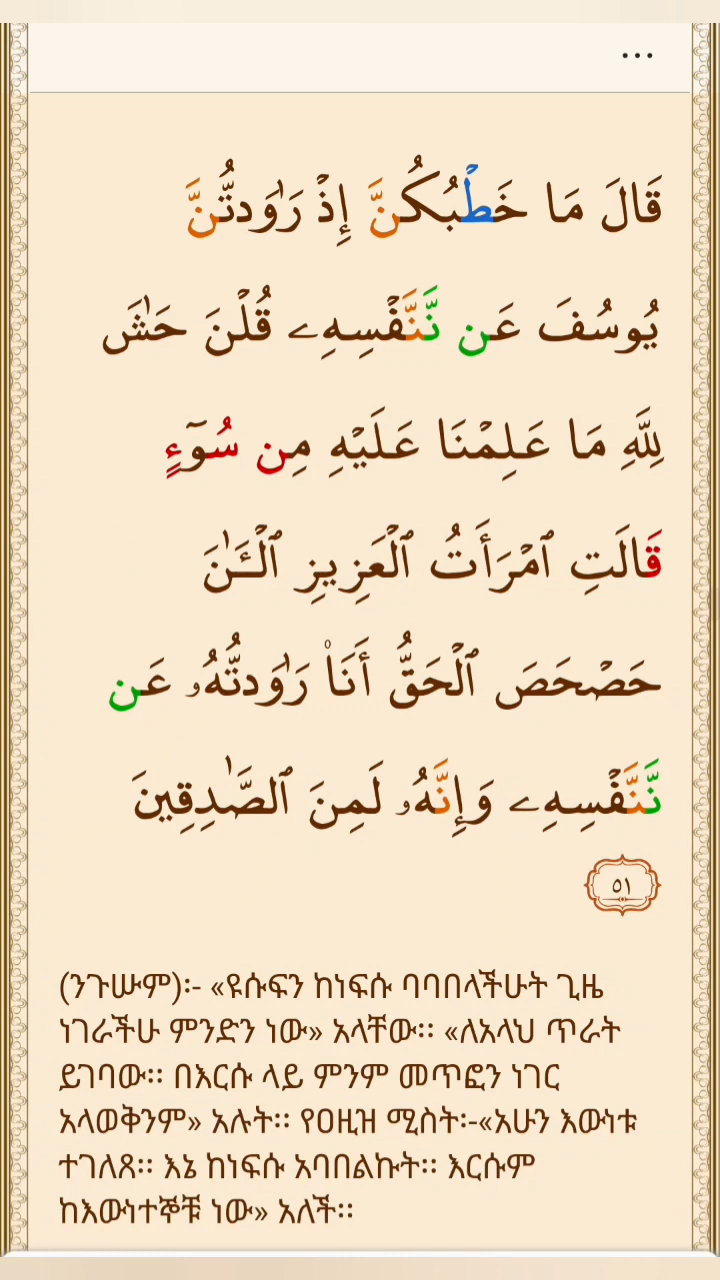 ...
قَالَ مَا خَطۡبُكُنَّ إِذۡ رَٰوَدتُّنَّ
يُوسُفَ عَن نَّنَّفۡسِهِۦ قُلۡنَ حَٰشَ
لِلَّهِ مَا عَلِمۡنَا عَلَيۡهِ مِن سُوٓءٍ
قَالَتِ ٱمۡرَأَتُ ٱلۡعَزِيزِ ٱلۡـَٰٔنَ
حَصۡحَصَ ٱلۡحَقُّ أَنَا۠ رَٰوَدتُّهُۥ عَن
نَّنَّفۡسِهِۦ وَإِنَّهُۥ لَمِنَ ٱلصَّٰدِقِينَ
٥١
(ንጉሡም)፡- «ዩሱፍን ከነፍሱ ባባበላችሁት ጊዜ
ነገራችሁ ምንድን ነው» አላቸው፡፡ «ለአላህ ጥራት
ይገባው፡፡ በእርሱ ላይ ምንም መጥፎን ነገር
አላወቅንም» አሉት፡፡ የዐዚዝ ሚስት፡-«አሁን እውነቱ
ተገለጸ፡፡ እኔ ከነፍሱ አባበልኩት፡፡ እርሱም
ከእውነተኞቹ ነው» አለች፡፡